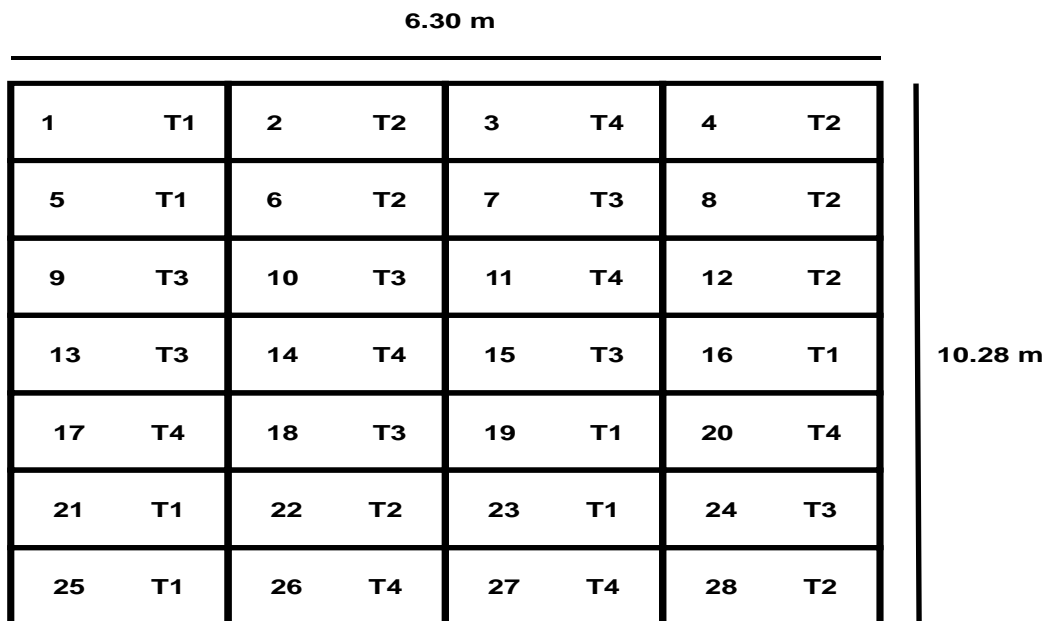 6.30 m
1 T1 2 T2 3 T4 4 T2
5 T1 6 T2 7 T3 8 T2
9 T3 10 T3 11 T4 12 T2
13 T3 14 T4 15 T3 16 T1
10.28 m
17 T4 18 T3 19 T1 20 T4
21 T1 22 T2 23 T1 24 T3
25 T1 26 T4 27 T4 28 T2